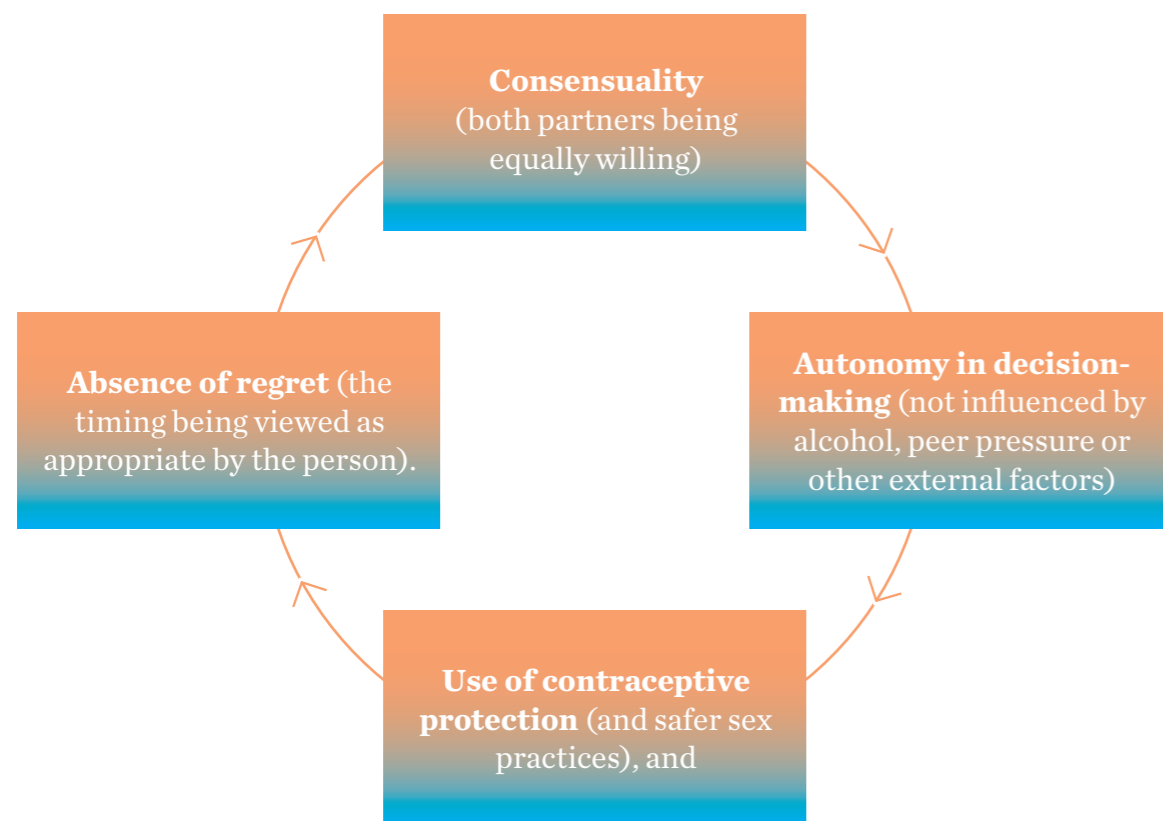 Consensuality
(both partners being
equally willing)
Autonomy in decision-
making (not influenced by
alcohol, peer pressure or
other external factors)
Use of contraceptive
protection (and safer sex
practices), and
Absence of regret (the
timing being viewed as
appropriate by the person).